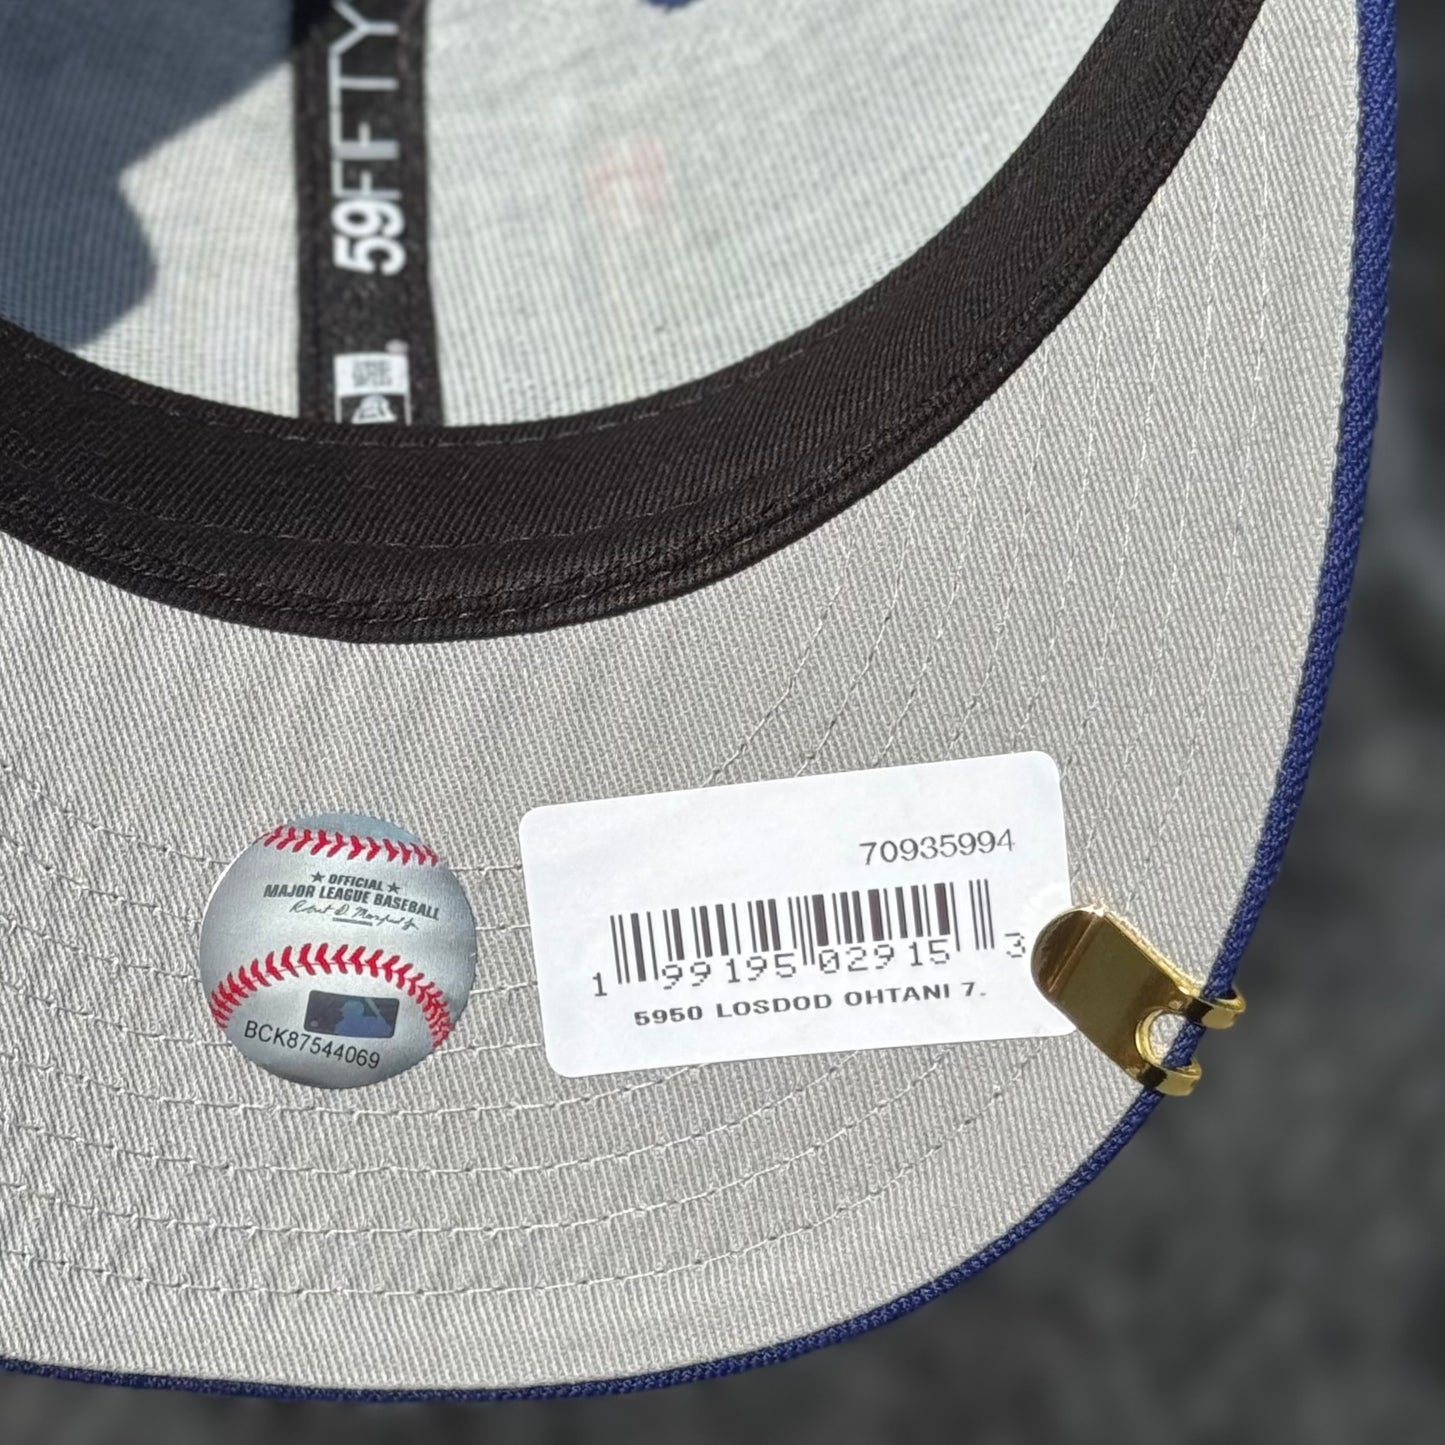 59FIFTY
®
★ OFFICIAL ★
MAJOR LEAGUE BASEBALL
BCK87544069
70935994
1 99195 02915 3
5950 LOSDOD OHTANI 7.